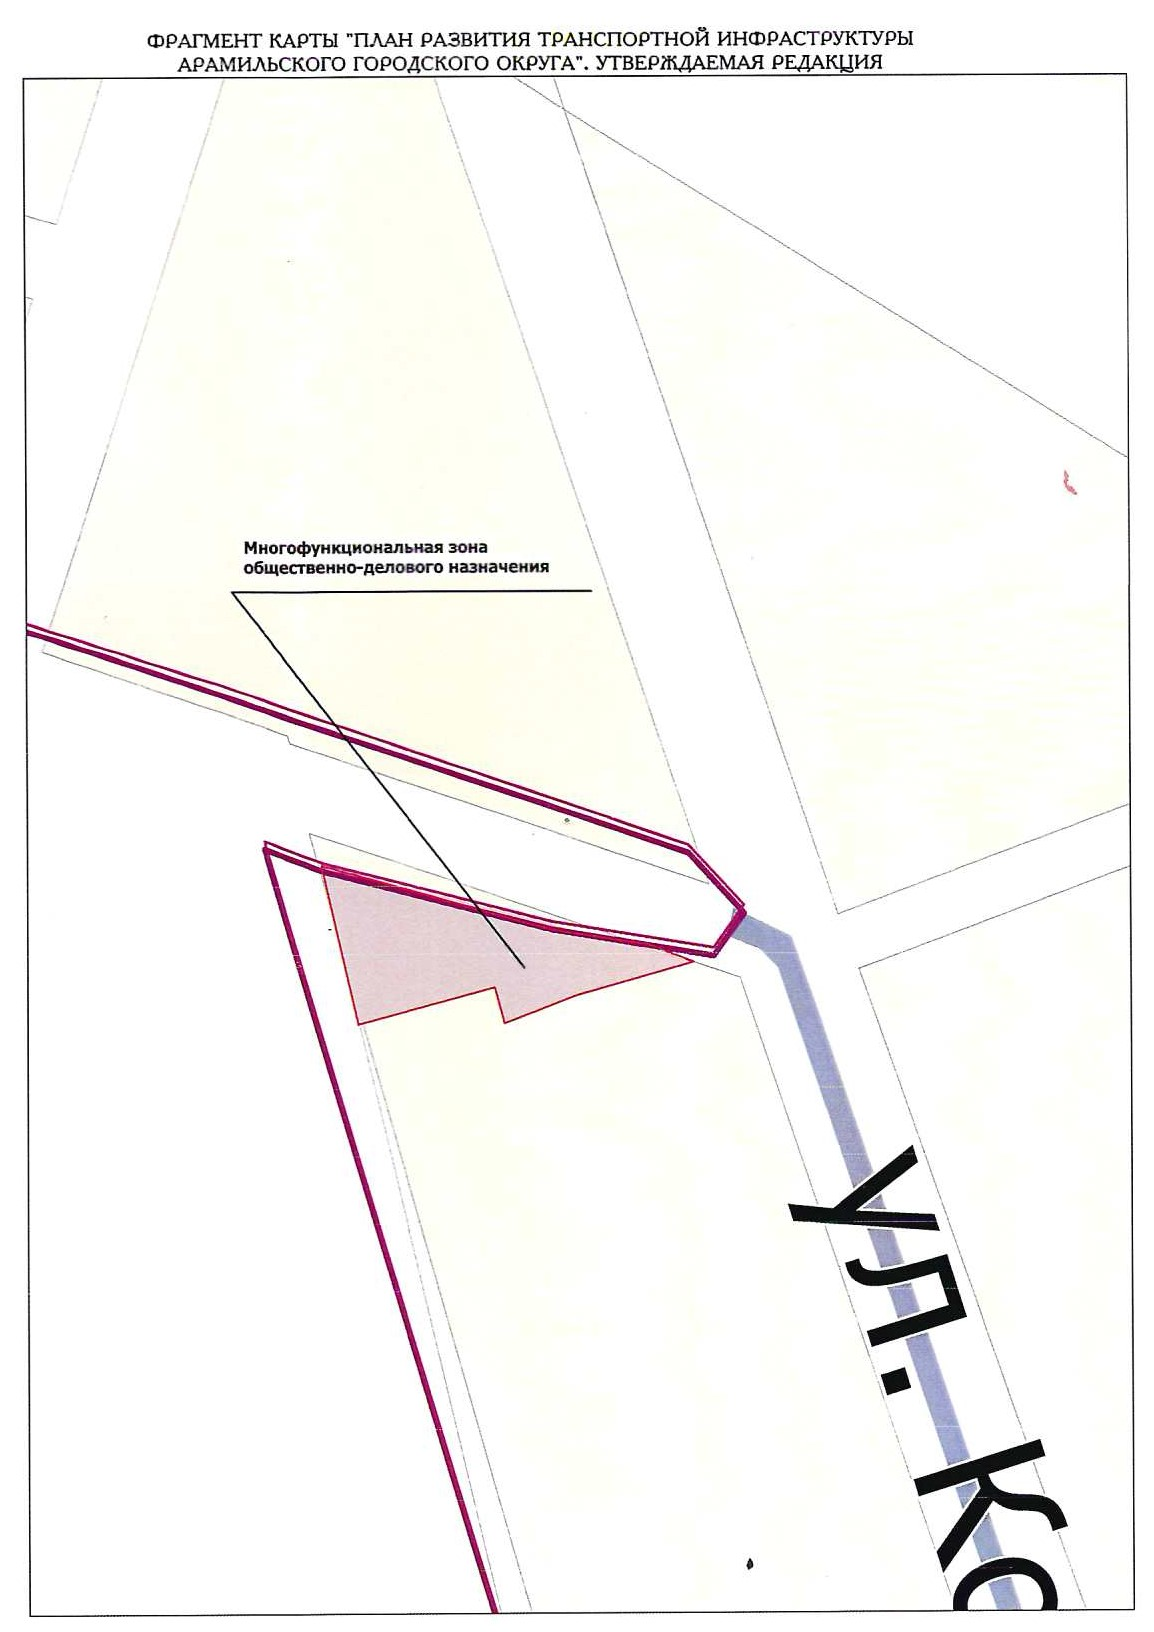 ФРАГМЕНТ КАРТЫ "ПЛАН РАЗВИТИЯ ТРАНСПОРТНОЙ ИНФРАСТРУКТУРЫ
АРАМИЛЬСКОГО ГОРОДСКОГО ОКРУГА". УТВЕРЖДАЕМАЯ РЕДАКЦИЯ
Многофункциональная зона
общественно-делового назначения
ул. Ко